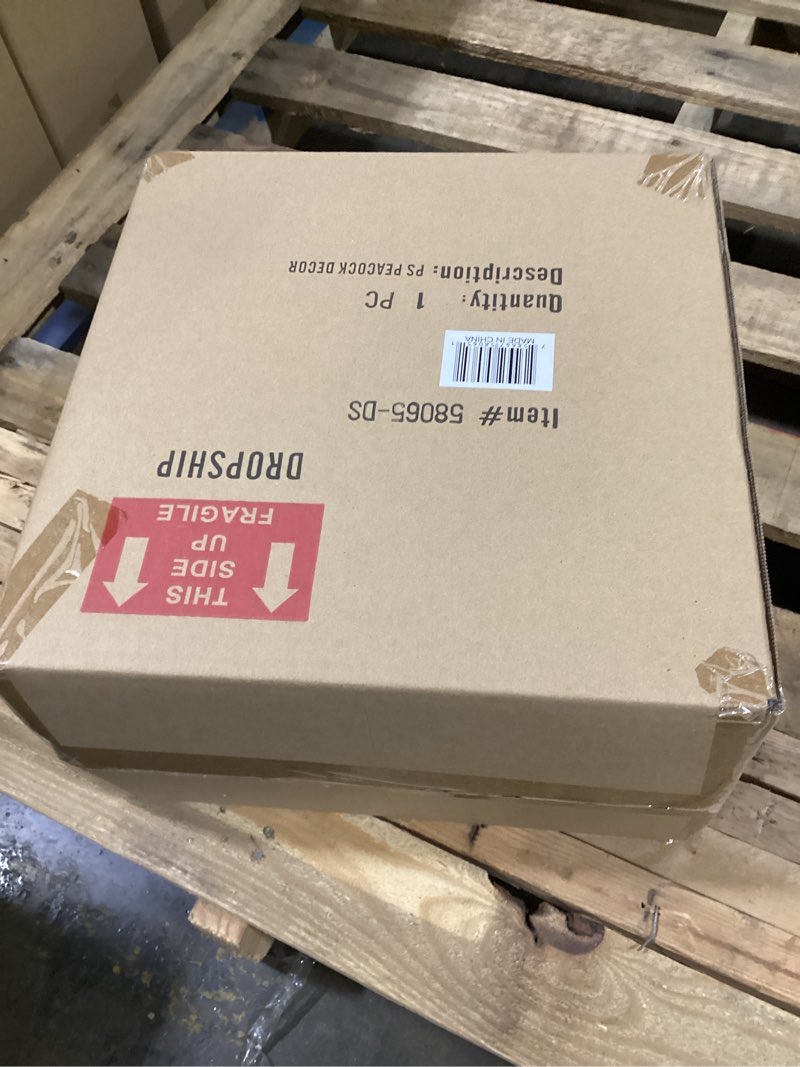 THIS
SIDE
UP
FRAGILE
DROPSHIP
Item# 58065-DS
MADE IN CHINA
Quantity: 1 PC
Description: PS PEACOCK DECOR